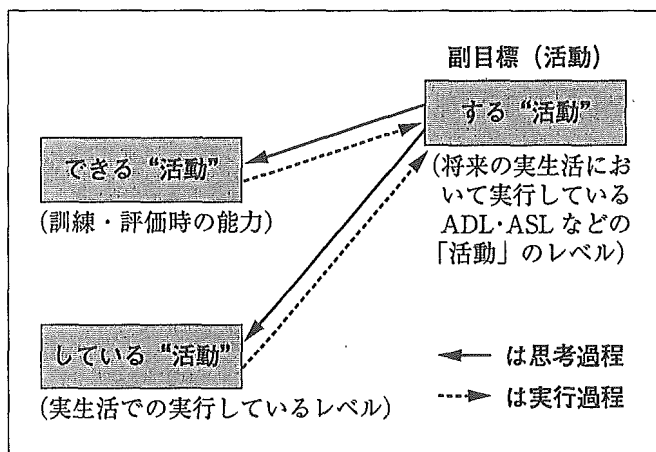 副目標（活動）
する“活動”
（将来の実生活にお
いて実行している
ADL・ASLなどの
「活動」のレベル）
できる“活動”
（訓練・評価時の能力）
している“活動”
（実生活での実行しているレベル）
は思考過程
は実行過程